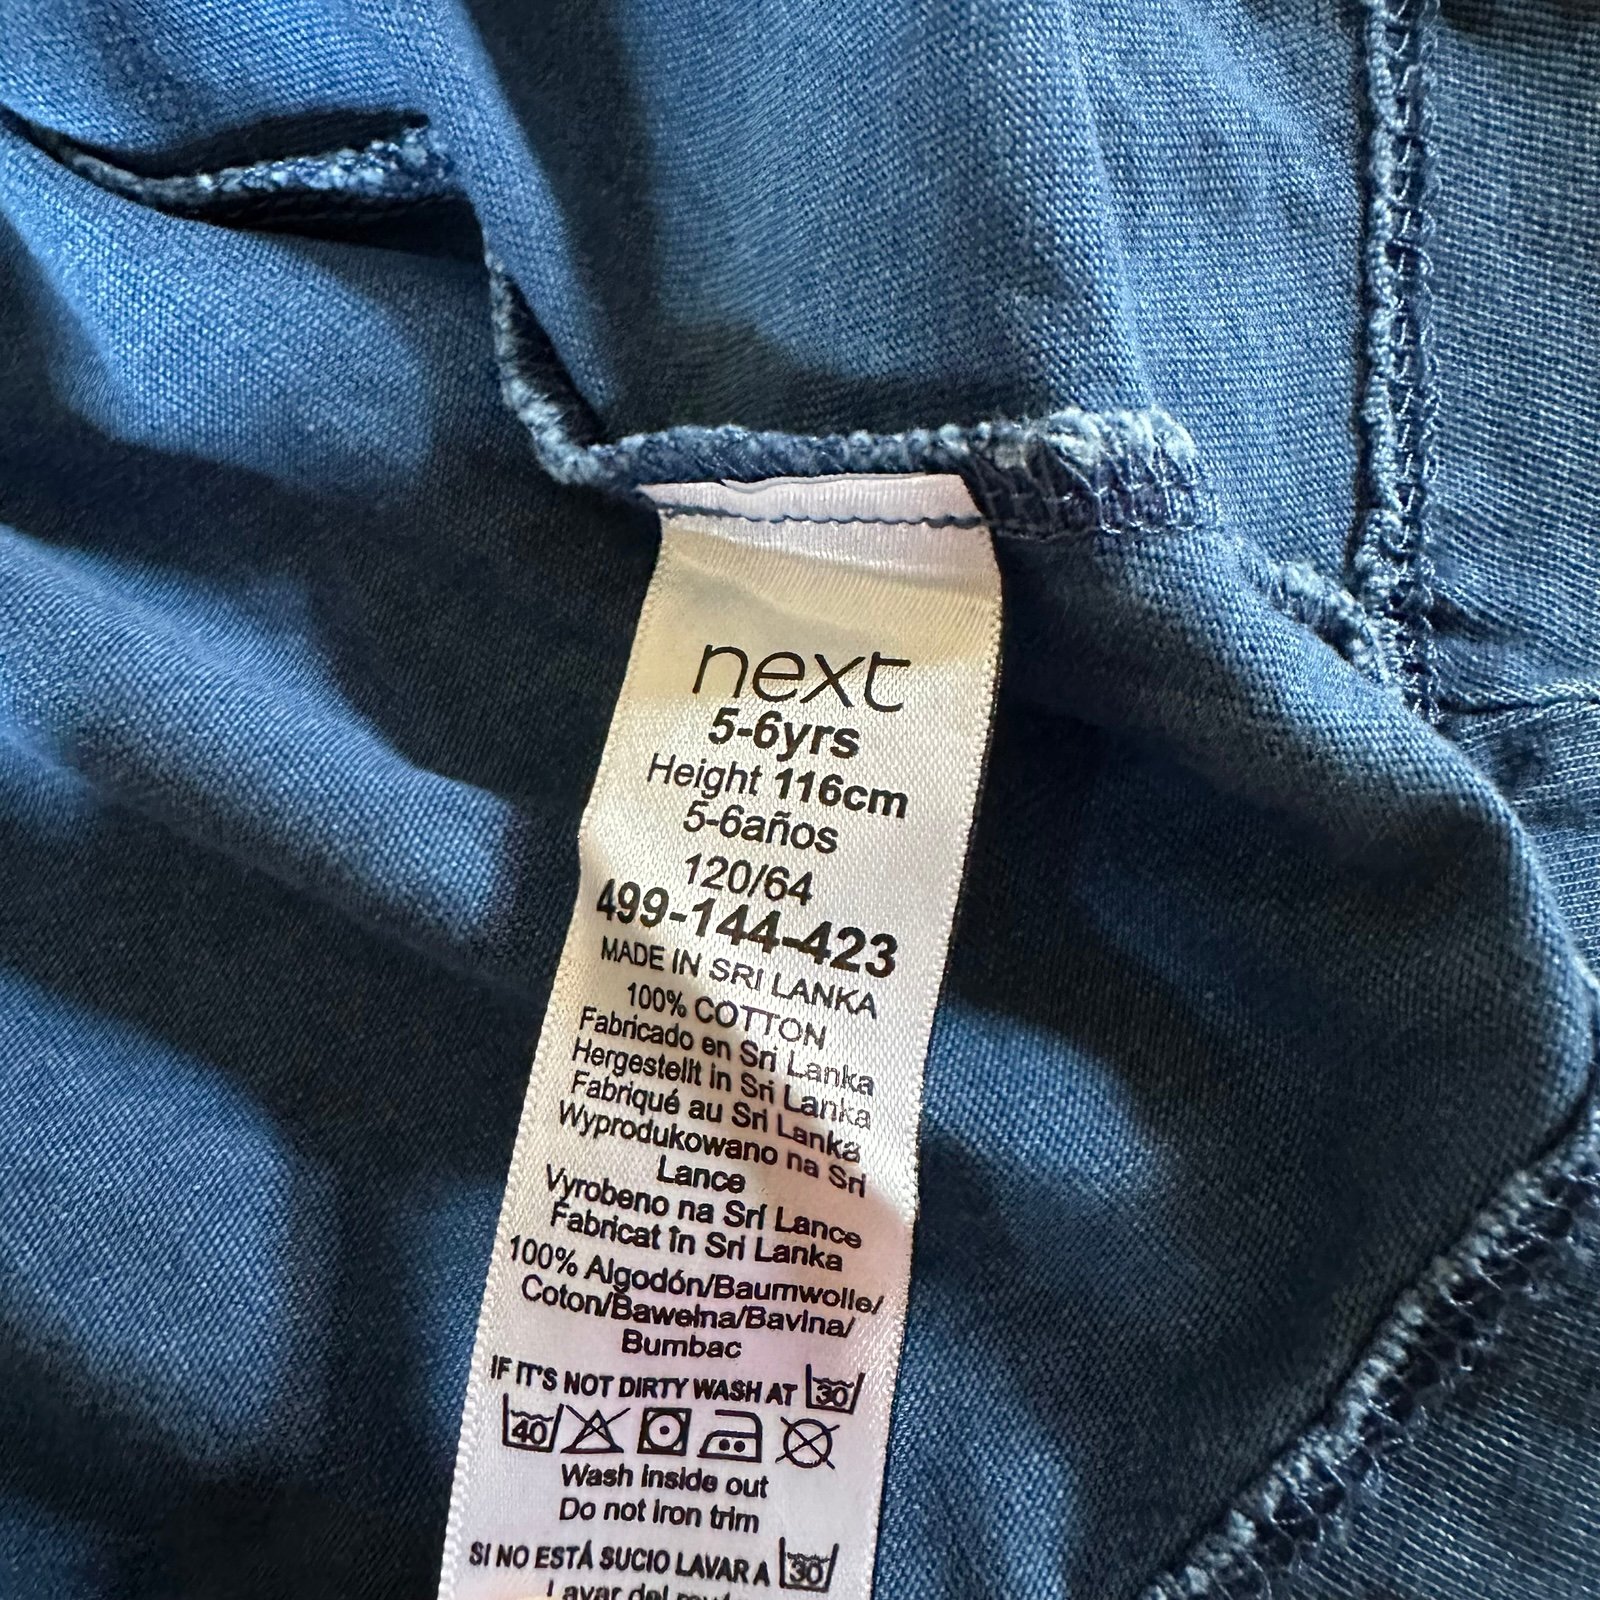 next
5-6yrs
Height 116cm
5-6años
120/64
499-144-423
MADE IN SRI LANKA
100% COTTON
Fabricado en Sri Lanka
Hergestellt in Sri Lanka
Fabriqué au Sri Lanka
Wyprodukowano na Sri
Lance
Vyrobeno na Srí Lance
Fabricat în Sri Lanka
100% Algodón/Baumwolle/
Coton/Bawełna/Bavlna/
Bumbac
IF IT'S NOT DIRTY WASH AT 30
40
Wash inside out
Do not iron trim
SI NO ESTÁ SUCIO LAVAR A 30
Lavar del